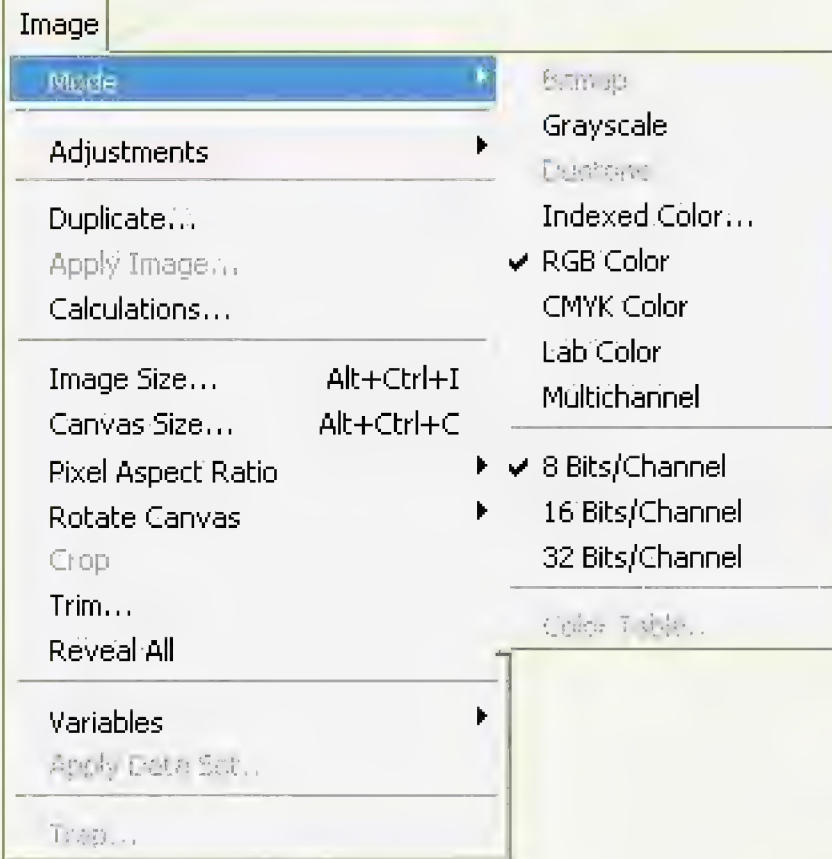 Image
Mode
Adjustments
Duplicate...
Apply Image...
Calculations...
Image Size... Alt+Ctrl+I
Canvas Size... Alt+Ctrl+C
Pixel Aspect Ratio
Rotate Canvas
Crop
Trim...
Reveal All
Variables
Apply Data Set...
Trap...
Bitmap
Grayscale
Duotone
Indexed Color...
RGB Color
CMYK Color
Lab Color
Multichannel
8 Bits/Channel
16 Bits/Channel
32 Bits/Channel
Color Table...